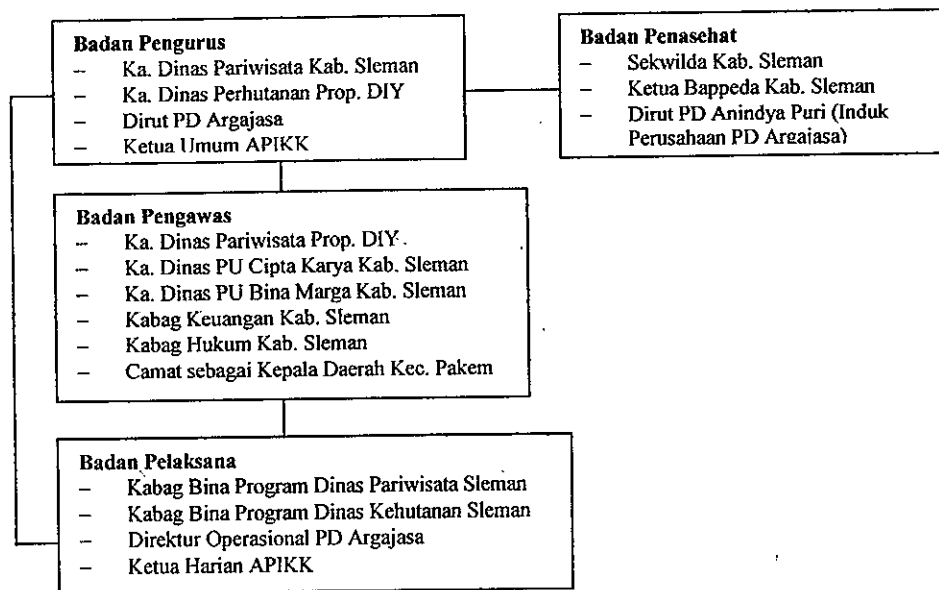 Badan Pengurus
– Ka. Dinas Pariwisata Kab. Sleman
– Ka. Dinas Perhutanan Prop. DIY
– Dirut PD Argajasa
– Ketua Umum APIKK
Badan Penasehat
– Sekwilda Kab. Sleman
– Ketua Bappeda Kab. Sleman
– Dirut PD Anindya Puri (Induk
Perusahaan PD Argajasa)
Badan Pengawas
– Ka. Dinas Pariwisata Prop. DIY
– Ka. Dinas PU Cipta Karya Kab. Sleman
– Ka. Dinas PU Bina Marga Kab. Sleman
– Kabag Keuangan Kab. Sleman
– Kabag Hukum Kab. Sleman
– Camat sebagai Kepala Daerah Kec. Pakem
Badan Pelaksana
– Kabag Bina Program Dinas Pariwisata Sleman
– Kabag Bina Program Dinas Kehutanan Sleman
– Direktur Operasional PD Argajasa
– Ketua Harian APIKK